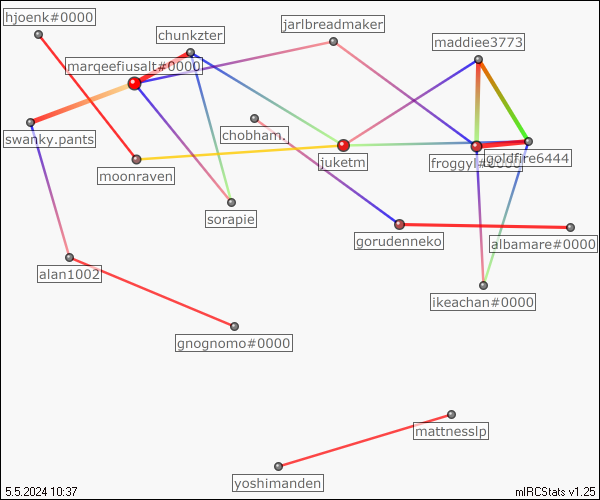 hjoenk#0000
chunkzter
jarlbreadmaker
maddiee3773
marqeefiusalt#0000
swanky.pants
chobham.
juketm
froggyl#0000
goldfire6444
moonraven
sorapie
gorudenneko
albamare#0000
alan1002
ikeachan#0000
gnognomo#0000
mattnesslp
yoshimanden
5.5.2024 10:37
mIRCStats v1.25